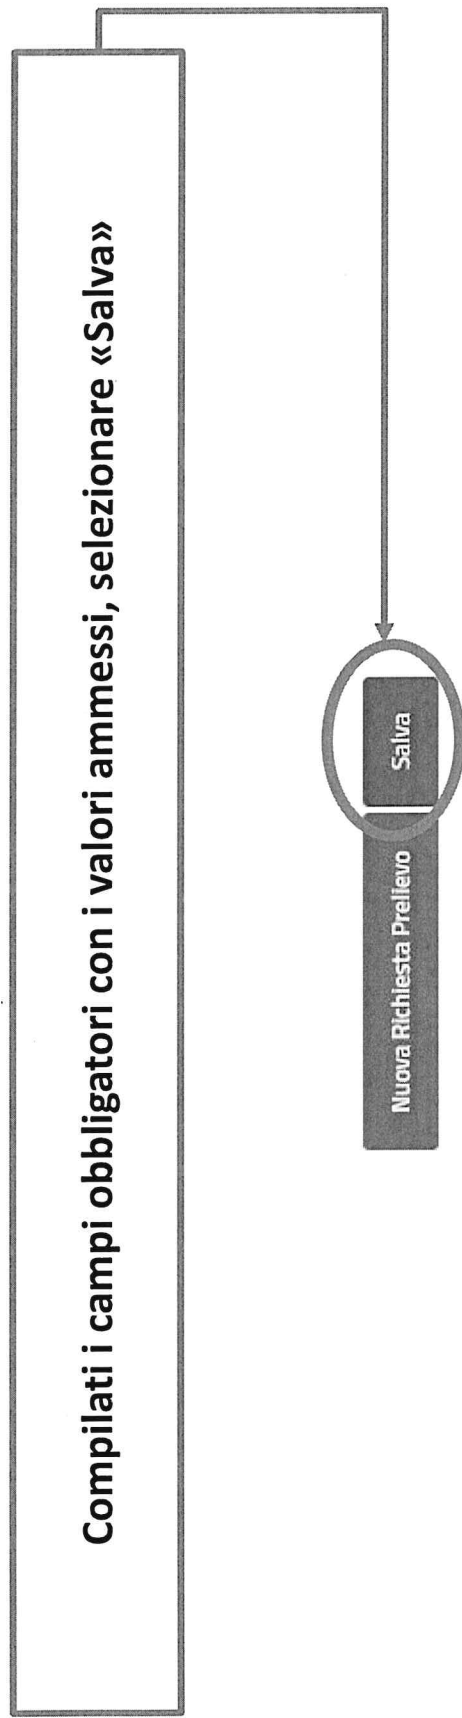 Compilati i campi obbligatori con i valori ammessi, selezionare «Salva»
Nuova Richiesta Prelievo
Salva